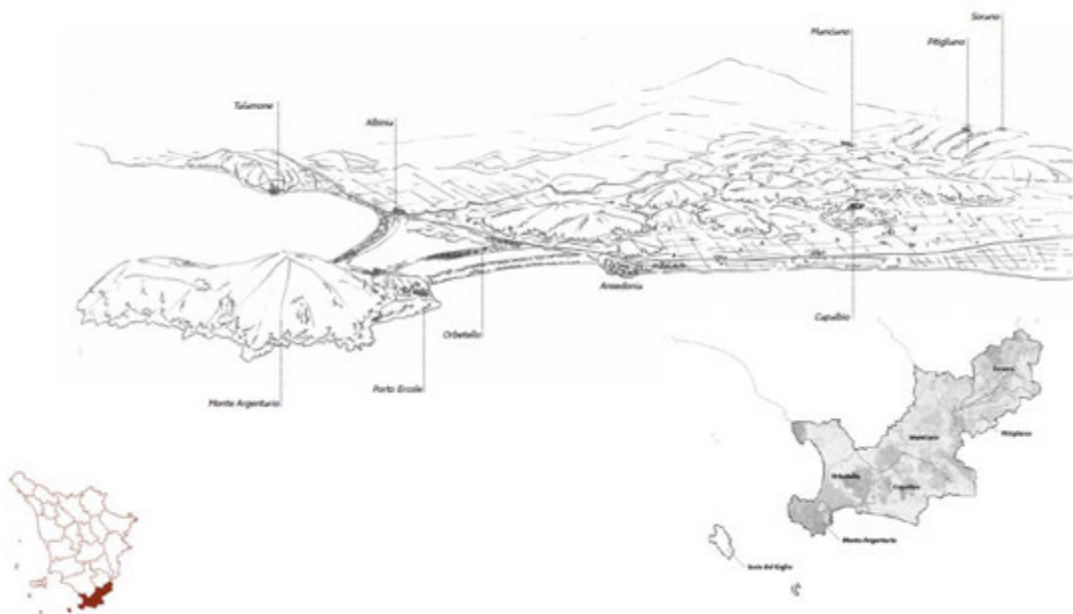 Sorano
Manciano
Pitigliano
Talamone
Albinia
Ansedonia
Capalbio
Orbetello
Porto Ercole
Monte Argentario
Sorano
Pitigliano
Manciano
Orbetello
Capalbio
Monte Argentario
Isola del Giglio